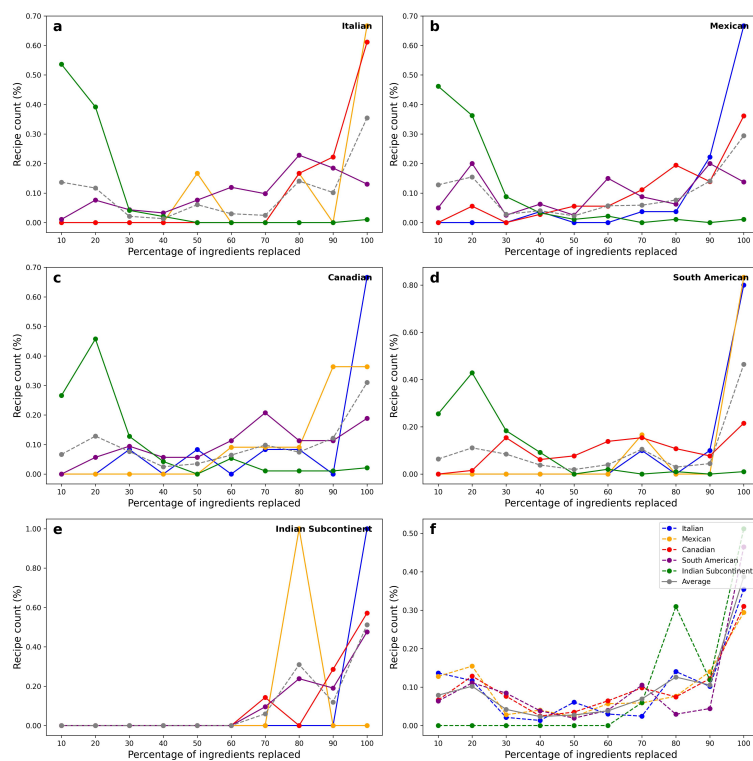 a
Italian
0.70
0.60
0.50
0.40
0.30
0.20
0.10
0.00
Recipe count (%)
10 20 30 40 50 60 70 80 90 100
Percentage of ingredients replaced
b
Mexican
0.70
0.60
0.50
0.40
0.30
0.20
0.10
0.00
Recipe count (%)
10 20 30 40 50 60 70 80 90 100
Percentage of ingredients replaced
c
Canadian
0.70
0.60
0.50
0.40
0.30
0.20
0.10
0.00
Recipe count (%)
10 20 30 40 50 60 70 80 90 100
Percentage of ingredients replaced
d
South American
0.80
0.60
0.40
0.20
0.00
Recipe count (%)
10 20 30 40 50 60 70 80 90 100
Percentage of ingredients replaced
e
Indian Subcontinent
1.00
0.80
0.60
0.40
0.20
0.00
Recipe count (%)
10 20 30 40 50 60 70 80 90 100
Percentage of ingredients replaced
f
Italian
Mexican
Canadian
South American
Indian Subcontinent
Average
0.50
0.40
0.30
0.20
0.10
0.00
Recipe count (%)
10 20 30 40 50 60 70 80 90 100
Percentage of ingredients replaced